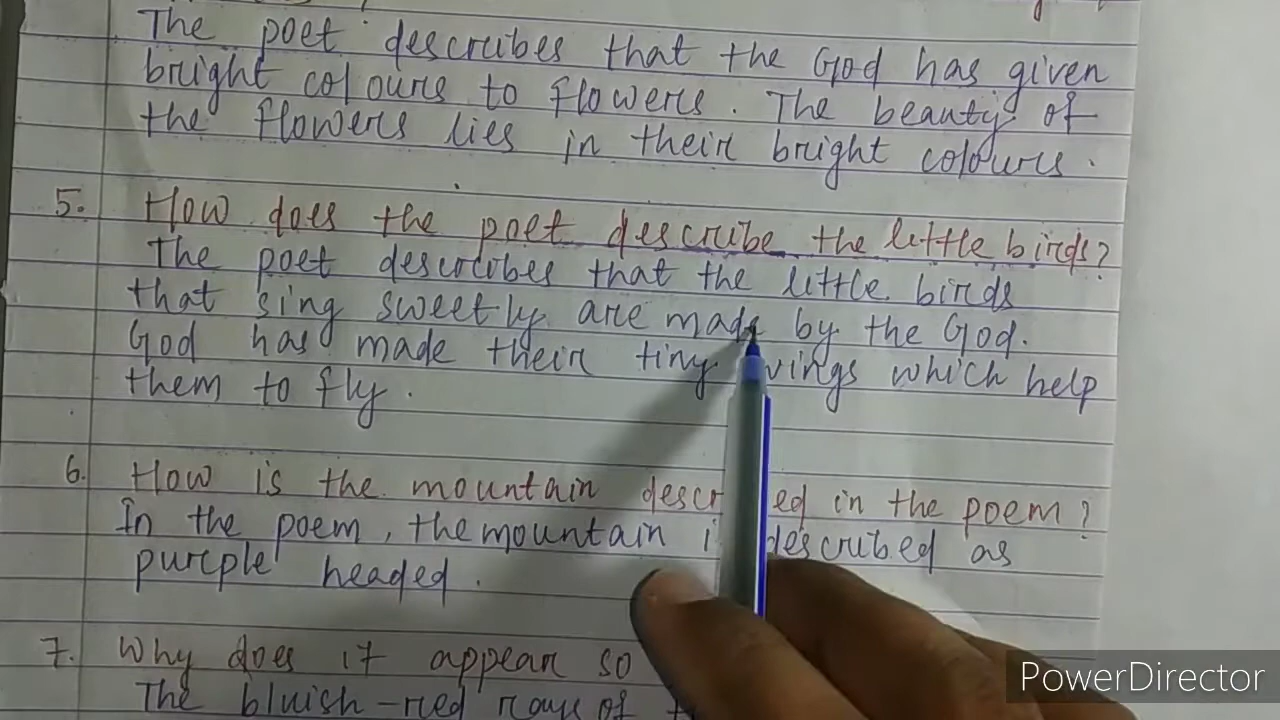 The poet describes that the God has given
bright colours to flowers. The beauty of
the flowers lies in their bright colours.
5. How does the poet describe the little birds?
The poet describes that the little birds
that sing sweetly are made by the God.
God has made their tiny wings which help
them to fly.
6. How is the mountain described in the poem?
In the poem, the mountain is described as
purple headed.
7. Why does it appear so
The bluish-red rays of
PowerDirector